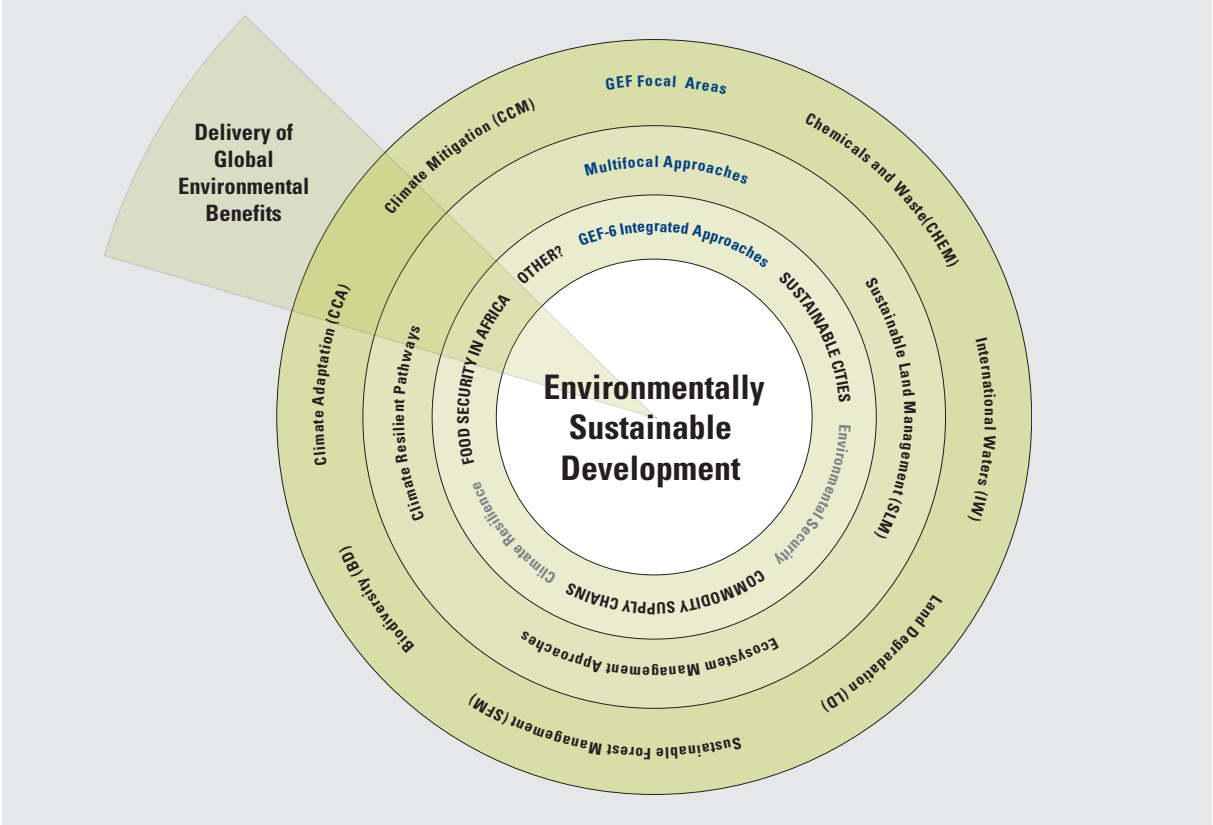 Delivery of
Global
Environmental
Benefits
GEF Focal Areas
Chemicals and Waste(CHEM)
International Waters (IW)
Land Degradation (LD)
Sustainable Forest Management (SFM)
Biodiversity (BD)
Climate Adaptation (CCA)
Climate Mitigation (CCM)
Multifocal Approaches
Sustainable Land Management (SLM)
Ecosystem Management Approaches
Climate Resilient Pathways
GEF-6 Integrated Approaches
SUSTAINABLE CITIES
Environmental Security
COMMODITY SUPPLY CHAINS
Climate Resilience
FOOD SECURITY IN AFRICA
OTHER?
Environmentally
Sustainable
Development